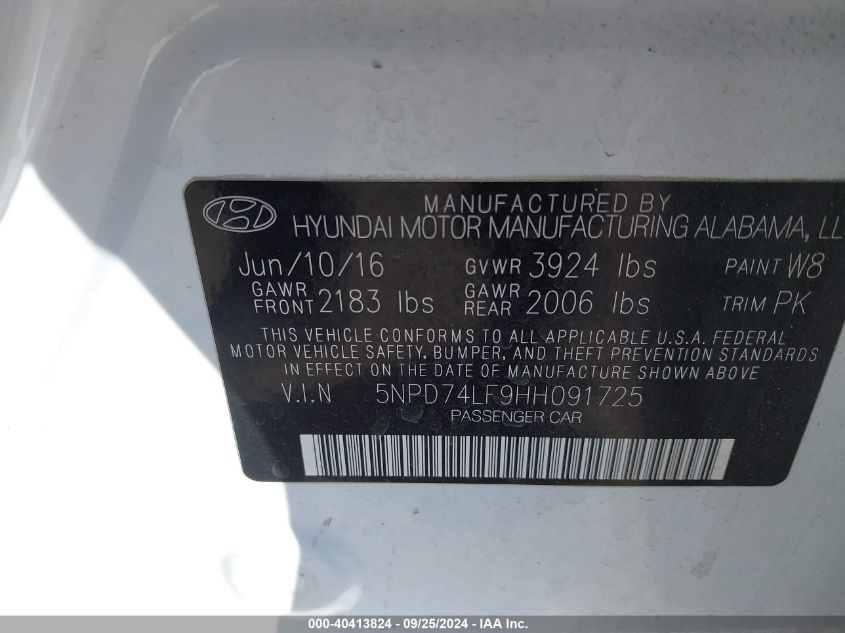 MANUFACTURED BY
HYUNDAI MOTOR MANUFACTURING ALABAMA, LL
Jun/10/16 GVWR 3924 lbs PAINT W8
GAWR FRONT 2183 lbs GAWR REAR 2006 lbs TRIM PK
THIS VEHICLE CONFORMS TO ALL APPLICABLE U.S.A. FEDERAL
MOTOR VEHICLE SAFETY, BUMPER, AND THEFT PREVENTION STANDARDS
IN EFFECT ON THE DATE OF MANUFACTURE SHOWN ABOVE
V.I.N 5NPD74LF9HH091725
PASSENGER CAR
000-40413824 - 09/25/2024 - IAA Inc.